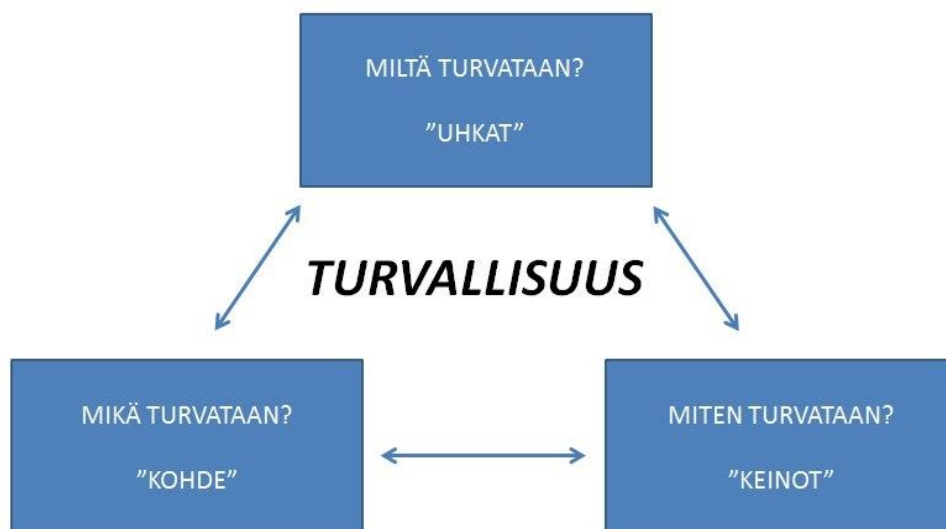 MILTÄ TURVATAAN?
”UHKAT”
TURVALLISUUS
MIKÄ TURVATAAN?
”KOHDE”
MITEN TURVATAAN?
”KEINOT”